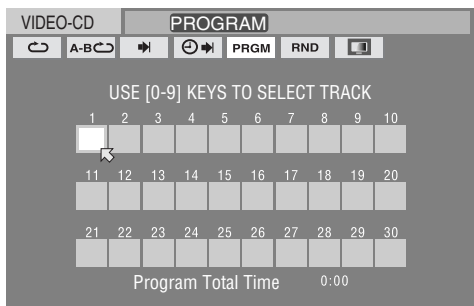 VIDEO-CD PROGRAM
A-B PRGM RND
USE [0-9] KEYS TO SELECT TRACK
1 2 3 4 5 6 7 8 9 10
11 12 13 14 15 16 17 18 19 20
21 22 23 24 25 26 27 28 29 30
Program Total Time 0:00